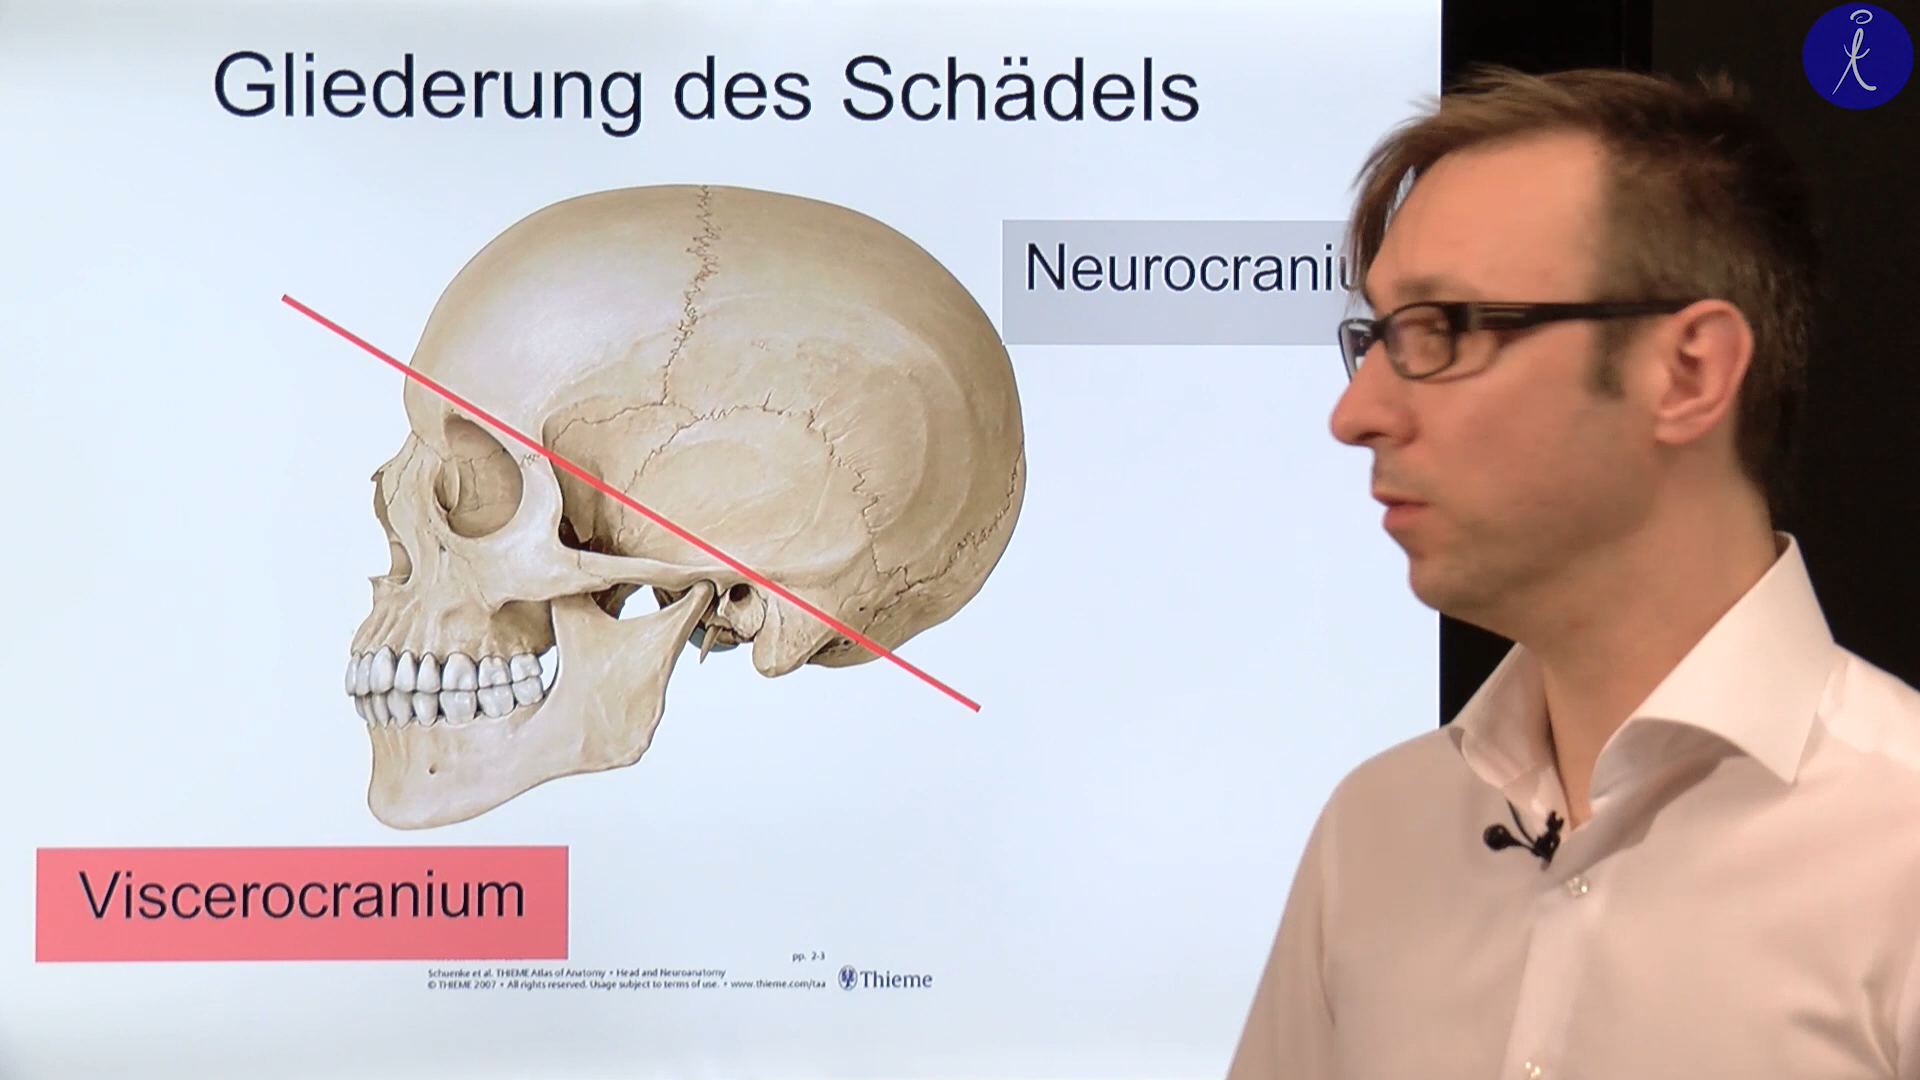 Gliederung des Schädels
Neurocraniu
Viscerocranium
pp. 2-3
Schuenke et al. THIEME Atlas of Anatomy • Head and Neuroanatomy
© THIEME 2007 • All rights reserved. Usage subject to terms of use. • www.thieme.com/taa
Thieme